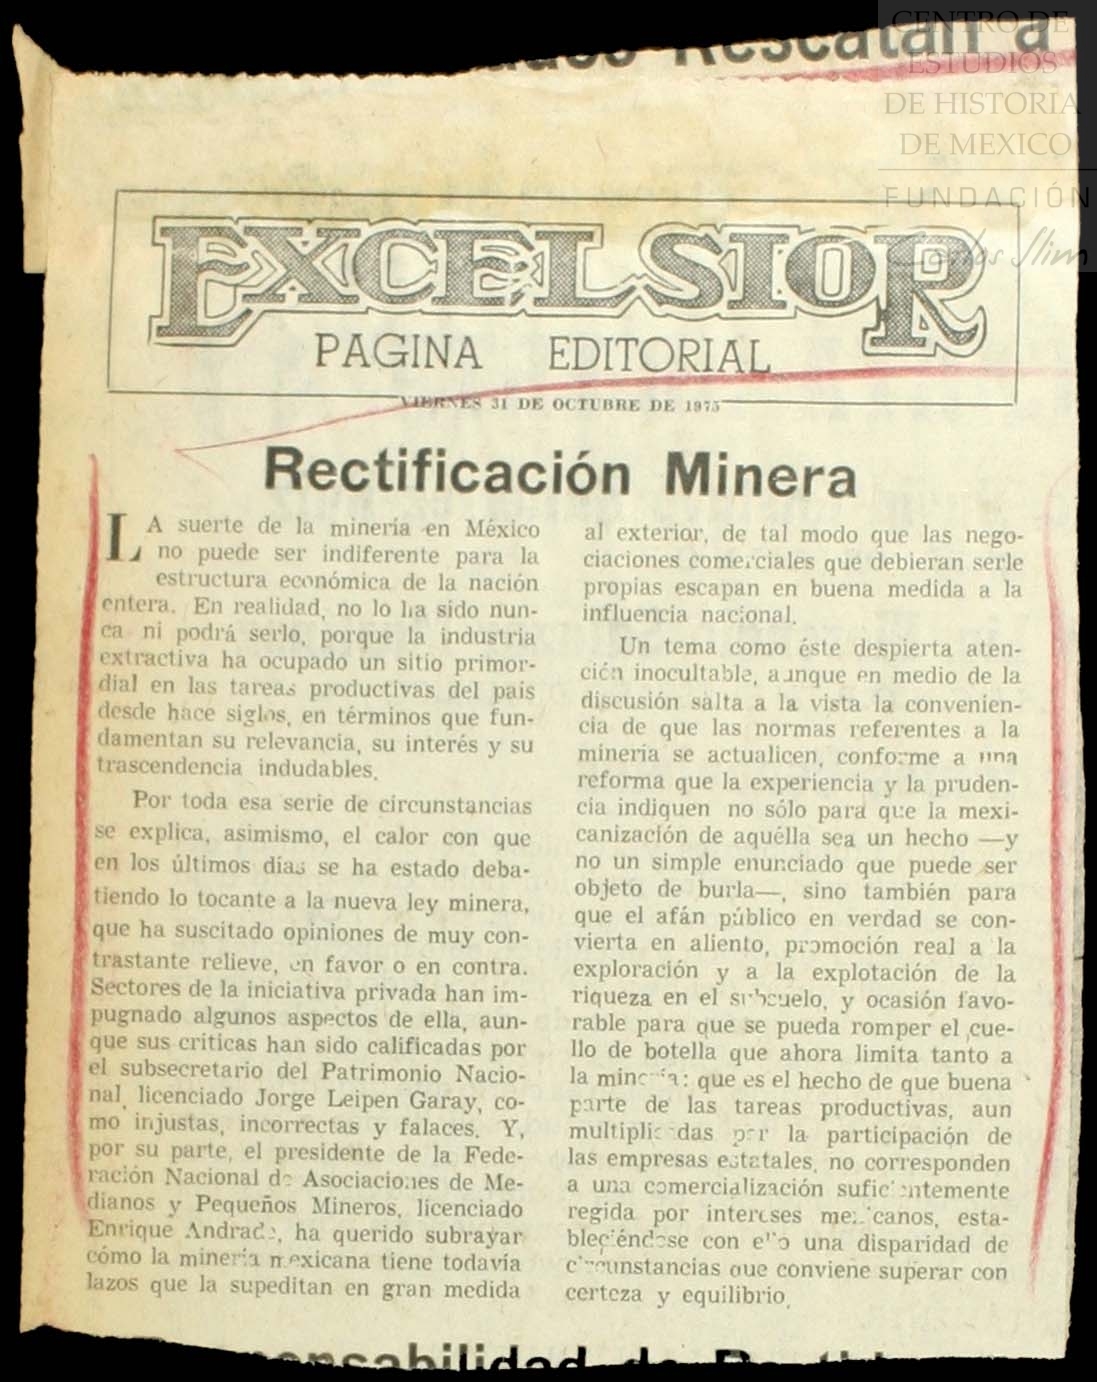 CENTRO DE
ESTUDIOS
DE HISTORIA
DE MEXICO
FUNDACIÓN
Carlos Slim
Rescatan a
EXCELSIOR
PAGINA EDITORIAL
VIERNES 31 DE OCTUBRE DE 1975
Rectificación Minera
LA suerte de la minería en México
no puede ser indiferente para la
estructura económica de la nación
entera. En realidad, no lo ha sido nun-
ca ni podrá serlo, porque la industria
extractiva ha ocupado un sitio primor-
dial en las tareas productivas del país
desde hace siglos, en términos que fun-
damentan su relevancia, su interés y su
trascendencia indudables.
Por toda esa serie de circunstancias
se explica, asimismo, el calor con que
en los últimos días se ha estado deba-
tiendo lo tocante a la nueva ley minera,
que ha suscitado opiniones de muy con-
trastante relieve, en favor o en contra.
Sectores de la iniciativa privada han im-
pugnado algunos aspectos de ella, aun-
que sus críticas han sido calificadas por
el subsecretario del Patrimonio Nacio-
nal, licenciado Jorge Leipen Garay, co-
mo injustas, incorrectas y falaces. Y,
por su parte, el presidente de la Fede-
ración Nacional de Asociaciones de Me-
dianos y Pequeños Mineros, licenciado
Enrique Andrade, ha querido subrayar
cómo la minería mexicana tiene todavía
lazos que la supeditan en gran medida
al exterior, de tal modo que las nego-
ciaciones comerciales que debieran serle
propias escapan en buena medida a la
influencia nacional.
Un tema como éste despierta aten-
ción inocultable, aunque en medio de la
discusión salta a la vista la convenien-
cia de que las normas referentes a la
minería se actualicen, conforme a una
reforma que la experiencia y la pruden-
cia indiquen no sólo para que la mexi-
canización de aquélla sea un hecho —y
no un simple enunciado que puede ser
objeto de burla—, sino también para
que el afán público en verdad se con-
vierta en aliento, promoción real a la
exploración y a la explotación de la
riqueza en el subsuelo, y ocasión favo-
rable para que se pueda romper el cue-
llo de botella que ahora limita tanto a
la minería: que es el hecho de que buena
parte de las tareas productivas, aun
multiplicadas por la participación de
las empresas estatales, no corresponden
a una comercialización suficientemente
regida por intereses mexicanos, esta-
bleciéndose con ello una disparidad de
circunstancias que conviene superar con
certeza y equilibrio.